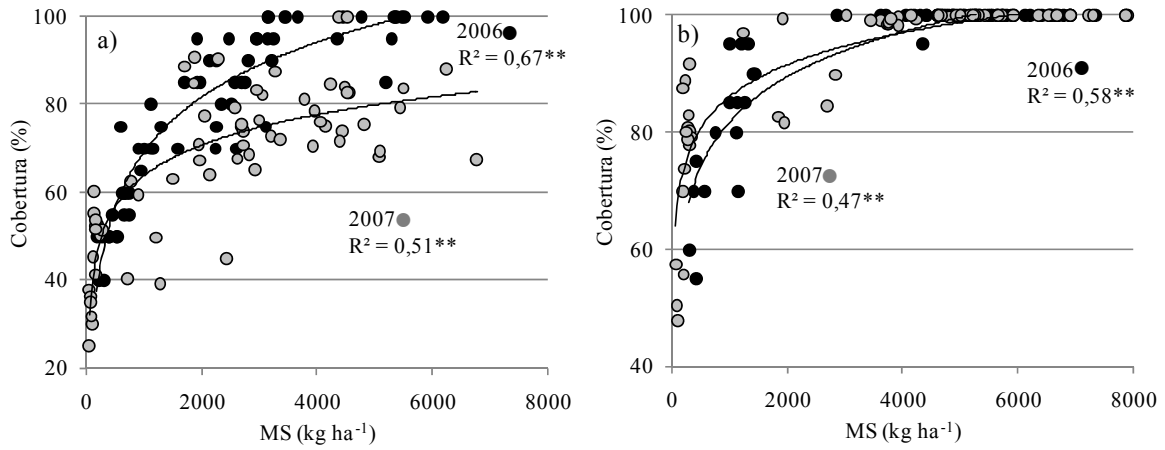 a)
Cobertura (%)
100
80
60
40
20
0
2000
4000
6000
8000
MS (kg ha⁻¹)
2006
R² = 0,67**
2007
R² = 0,51**
b)
Cobertura (%)
100
80
60
40
0
2000
4000
6000
8000
MS (kg ha⁻¹)
2006
R² = 0,58**
2007
R² = 0,47**